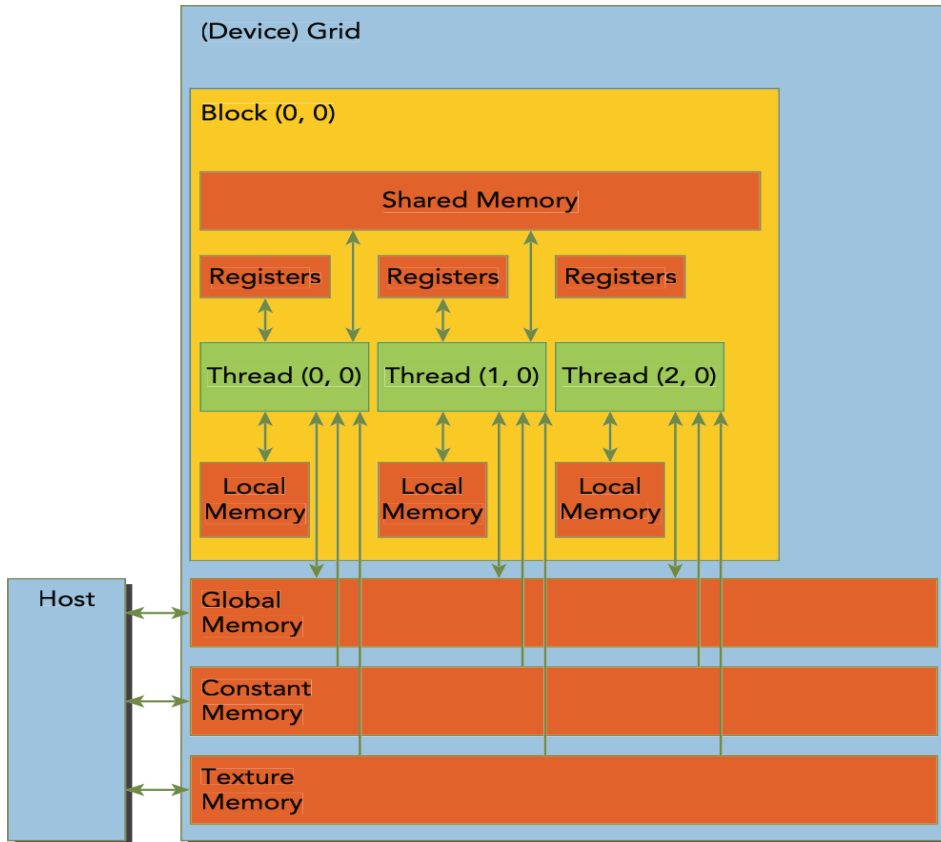 (Device) Grid
Block (0, 0)
Shared Memory
Registers
Registers
Registers
Thread (0, 0)
Thread (1, 0)
Thread (2, 0)
Local
Memory
Local
Memory
Local
Memory
Host
Global
Memory
Constant
Memory
Texture
Memory